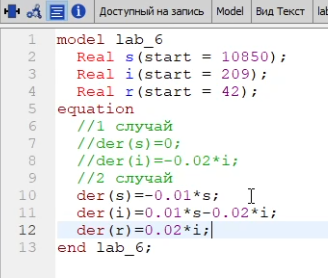 Доступный на запись Model Вид Текст lab
1 model lab_6
2 Real s(start = 10850);
3 Real i(start = 209);
4 Real r(start = 42);
5 equation
6 //1 случай
7 //der(s)=0;
8 //der(i)=-0.02*i;
9 //2 случай
10 der(s)=-0.01*s;
11 der(i)=0.01*s-0.02*i;
12 der(r)=0.02*i;
13 end lab_6;